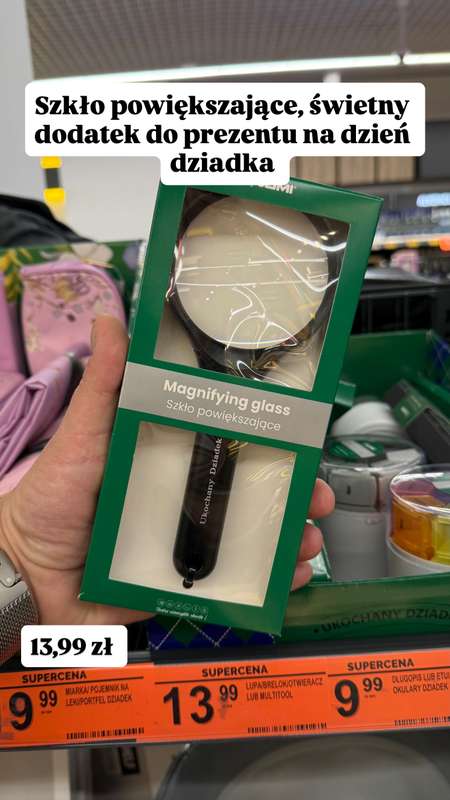 Szkło powiększające, świetny
dodatek do prezentu na dzień
dziadka
Magnifying glass
Szkło powiększające
Ukochany Dziadek
UKOCHANY DZIADE
13,99 zł
SUPERCENA
9 99
MIARKA/ POJEMNIK NA
LEKI/PORTFEL DZIADEK
SUPERCENA
13 99
LUPA/BRELOK/OTWIERACZ
LUB MULTITOOL
SUPERCENA
9 99
DŁUGOPIS LUB ETUI
OKULARY DZIADEK